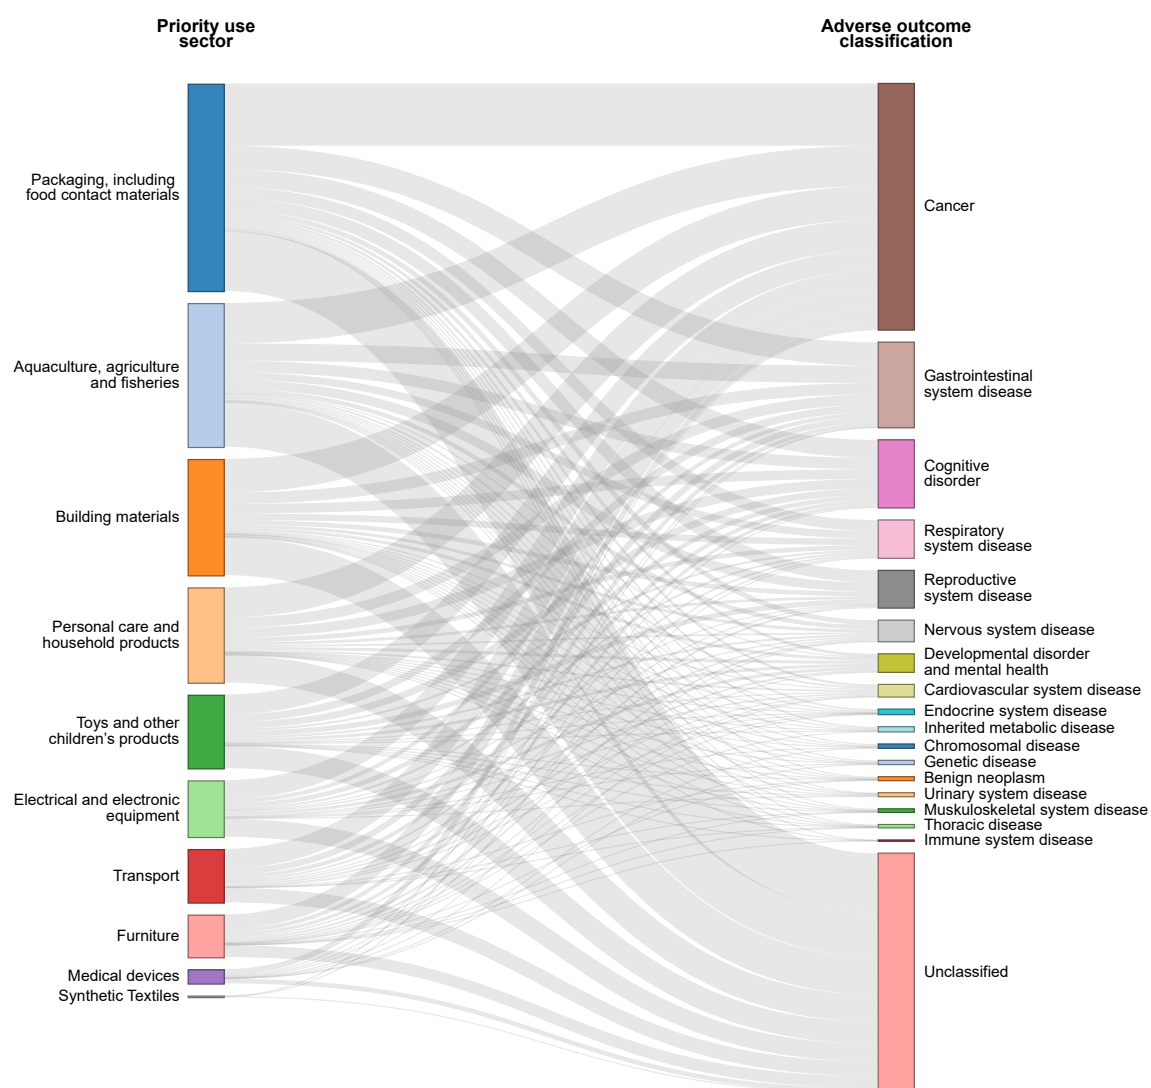 Priority use
sector
Adverse outcome
classification
Packaging, including
food contact materials
Aquaculture, agriculture
and fisheries
Building materials
Personal care and
household products
Toys and other
children’s products
Electrical and electronic
equipment
Transport
Furniture
Medical devices
Synthetic Textiles
Cancer
Gastrointestinal
system disease
Cognitive
disorder
Respiratory
system disease
Reproductive
system disease
Nervous system disease
Developmental disorder
and mental health
Cardiovascular system disease
Endocrine system disease
Inherited metabolic disease
Chromosomal disease
Genetic disease
Benign neoplasm
Urinary system disease
Muskuloskeletal system disease
Thoracic disease
Immune system disease
Unclassified